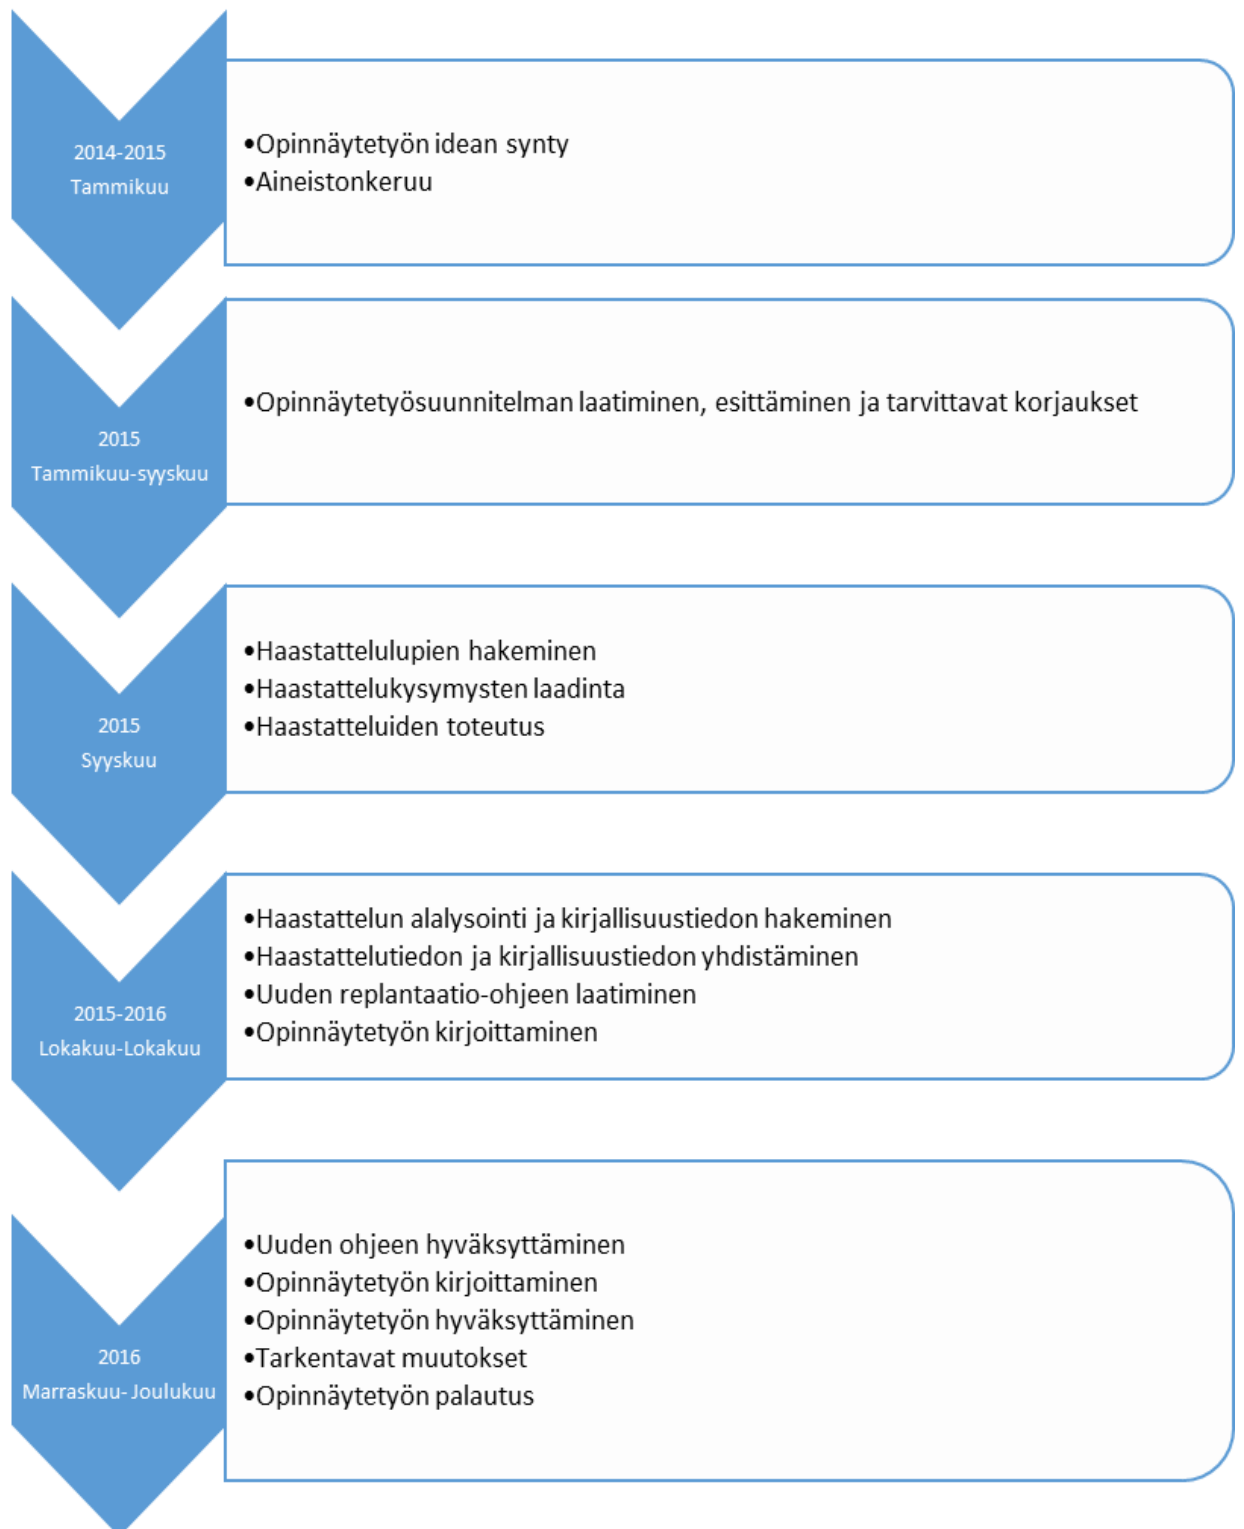 2014-2015
Tammikuu
•Opinnäytetyön idean synty
•Aineistonkeruu
2015
Tammikuu-syyskuu
•Opinnäytetyösuunnitelman laatiminen, esittäminen ja tarvittavat korjaukset
2015
Syyskuu
•Haastattelulupien hakeminen
•Haastattelukysymysten laadinta
•Haastatteluiden toteutus
2015-2016
Lokakuu-Lokakuu
•Haastattelun alalysointi ja kirjallisuustiedon hakeminen
•Haastattelutiedon ja kirjallisuustiedon yhdistäminen
•Uuden replantaatio-ohjeen laatiminen
•Opinnäytetyön kirjoittaminen
2016
Marraskuu- Joulukuu
•Uuden ohjeen hyväksyttäminen
•Opinnäytetyön kirjoittaminen
•Opinnäytetyön hyväksyttäminen
•Tarkentavat muutokset
•Opinnäytetyön palautus